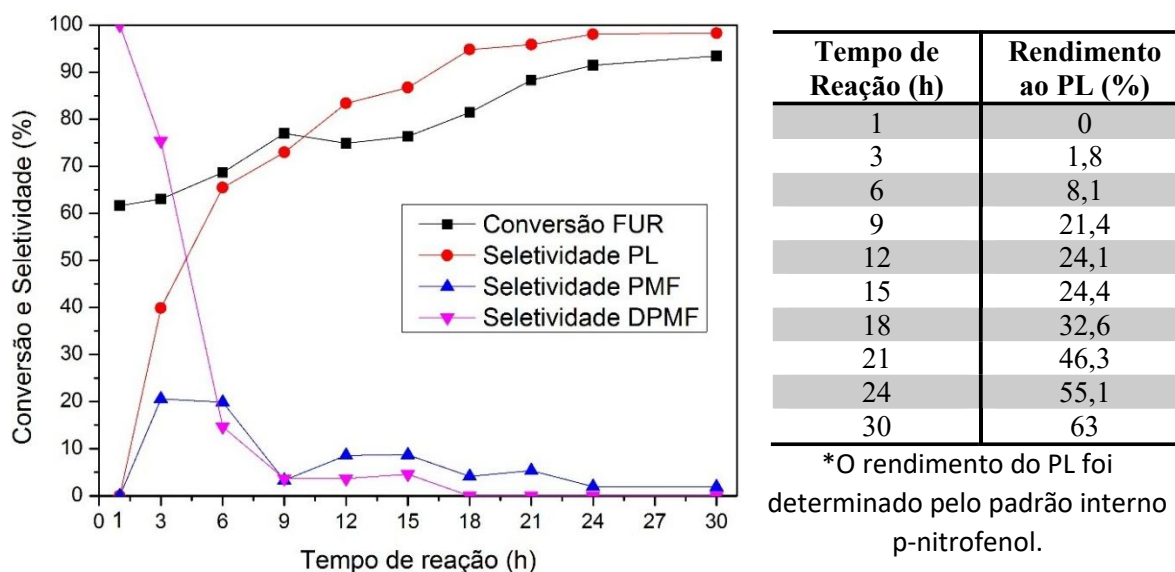 100
90
80
70
60
50
40
30
20
10
0
Conversão e Seletividade (%)
Conversão FUR
Seletividade PL
Seletividade PMF
Seletividade DPMF
0 1 3 6 9 12 15 18 21 24 27 30
Tempo de reação (h)
Tempo de Rendimento
Reação (h) ao PL (%)
1 0
3 1,8
6 8,1
9 21,4
12 24,1
15 24,4
18 32,6
21 46,3
24 55,1
30 63
*O rendimento do PL foi
determinado pelo padrão interno
p-nitrofenol.